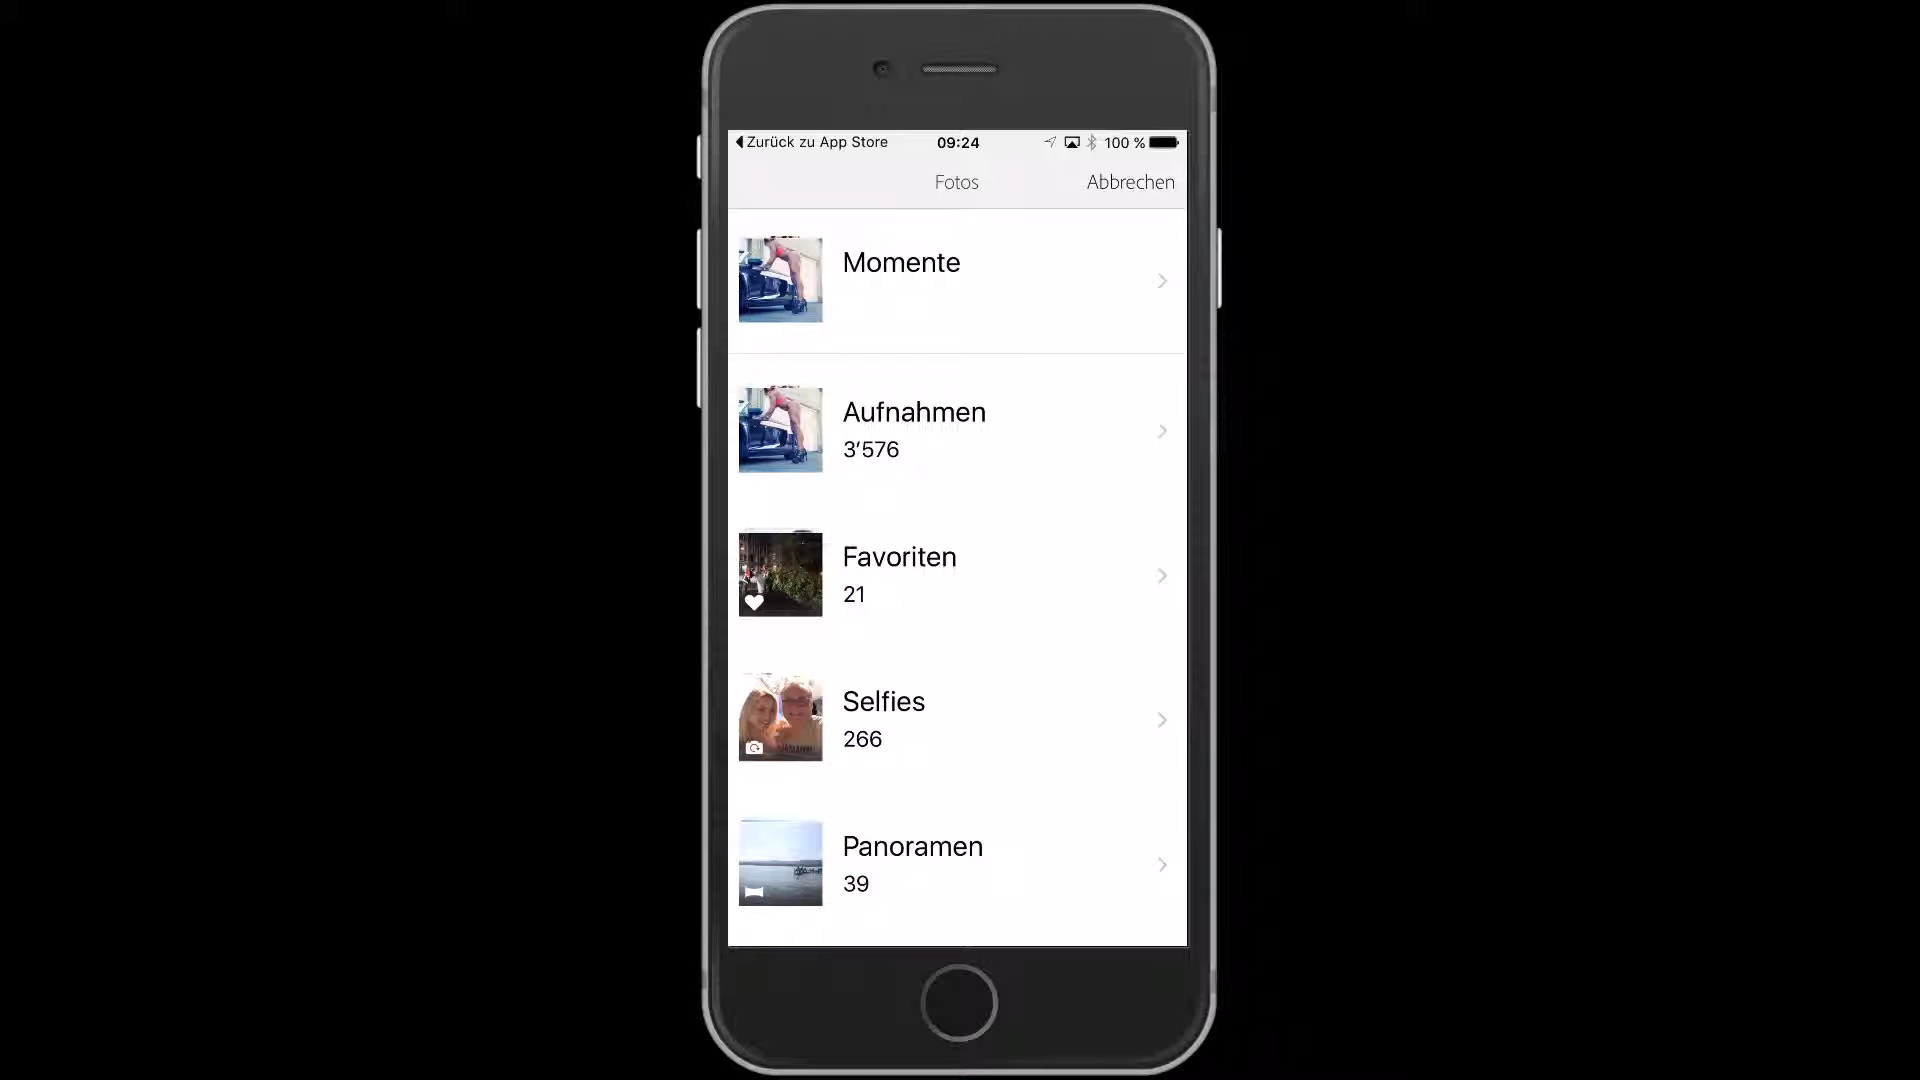 Zurück zu App Store 09:24 100 %
Fotos Abbrechen
Momente
Aufnahmen
3’576
Favoriten
21
Selfies
266
Panoramen
39